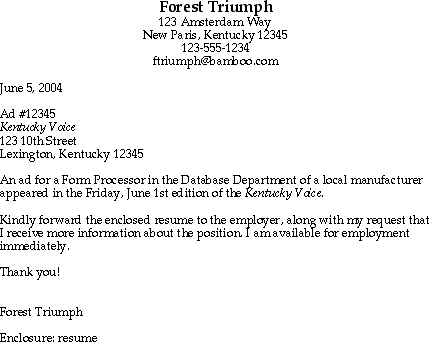 Forest Triumph
123 Amsterdam Way
New Paris, Kentucky 12345
123-555-1234
ftriumph@bamboo.com
June 5, 2004
Ad #12345
Kentucky Voice
123 10th Street
Lexington, Kentucky 12345
An ad for a Form Processor in the Database Department of a local manufacturer
appeared in the Friday, June 1st edition of the Kentucky Voice.
Kindly forward the enclosed resume to the employer, along with my request that
I receive more information about the position. I am available for employment
immediately.
Thank you!
Forest Triumph
Enclosure: resume